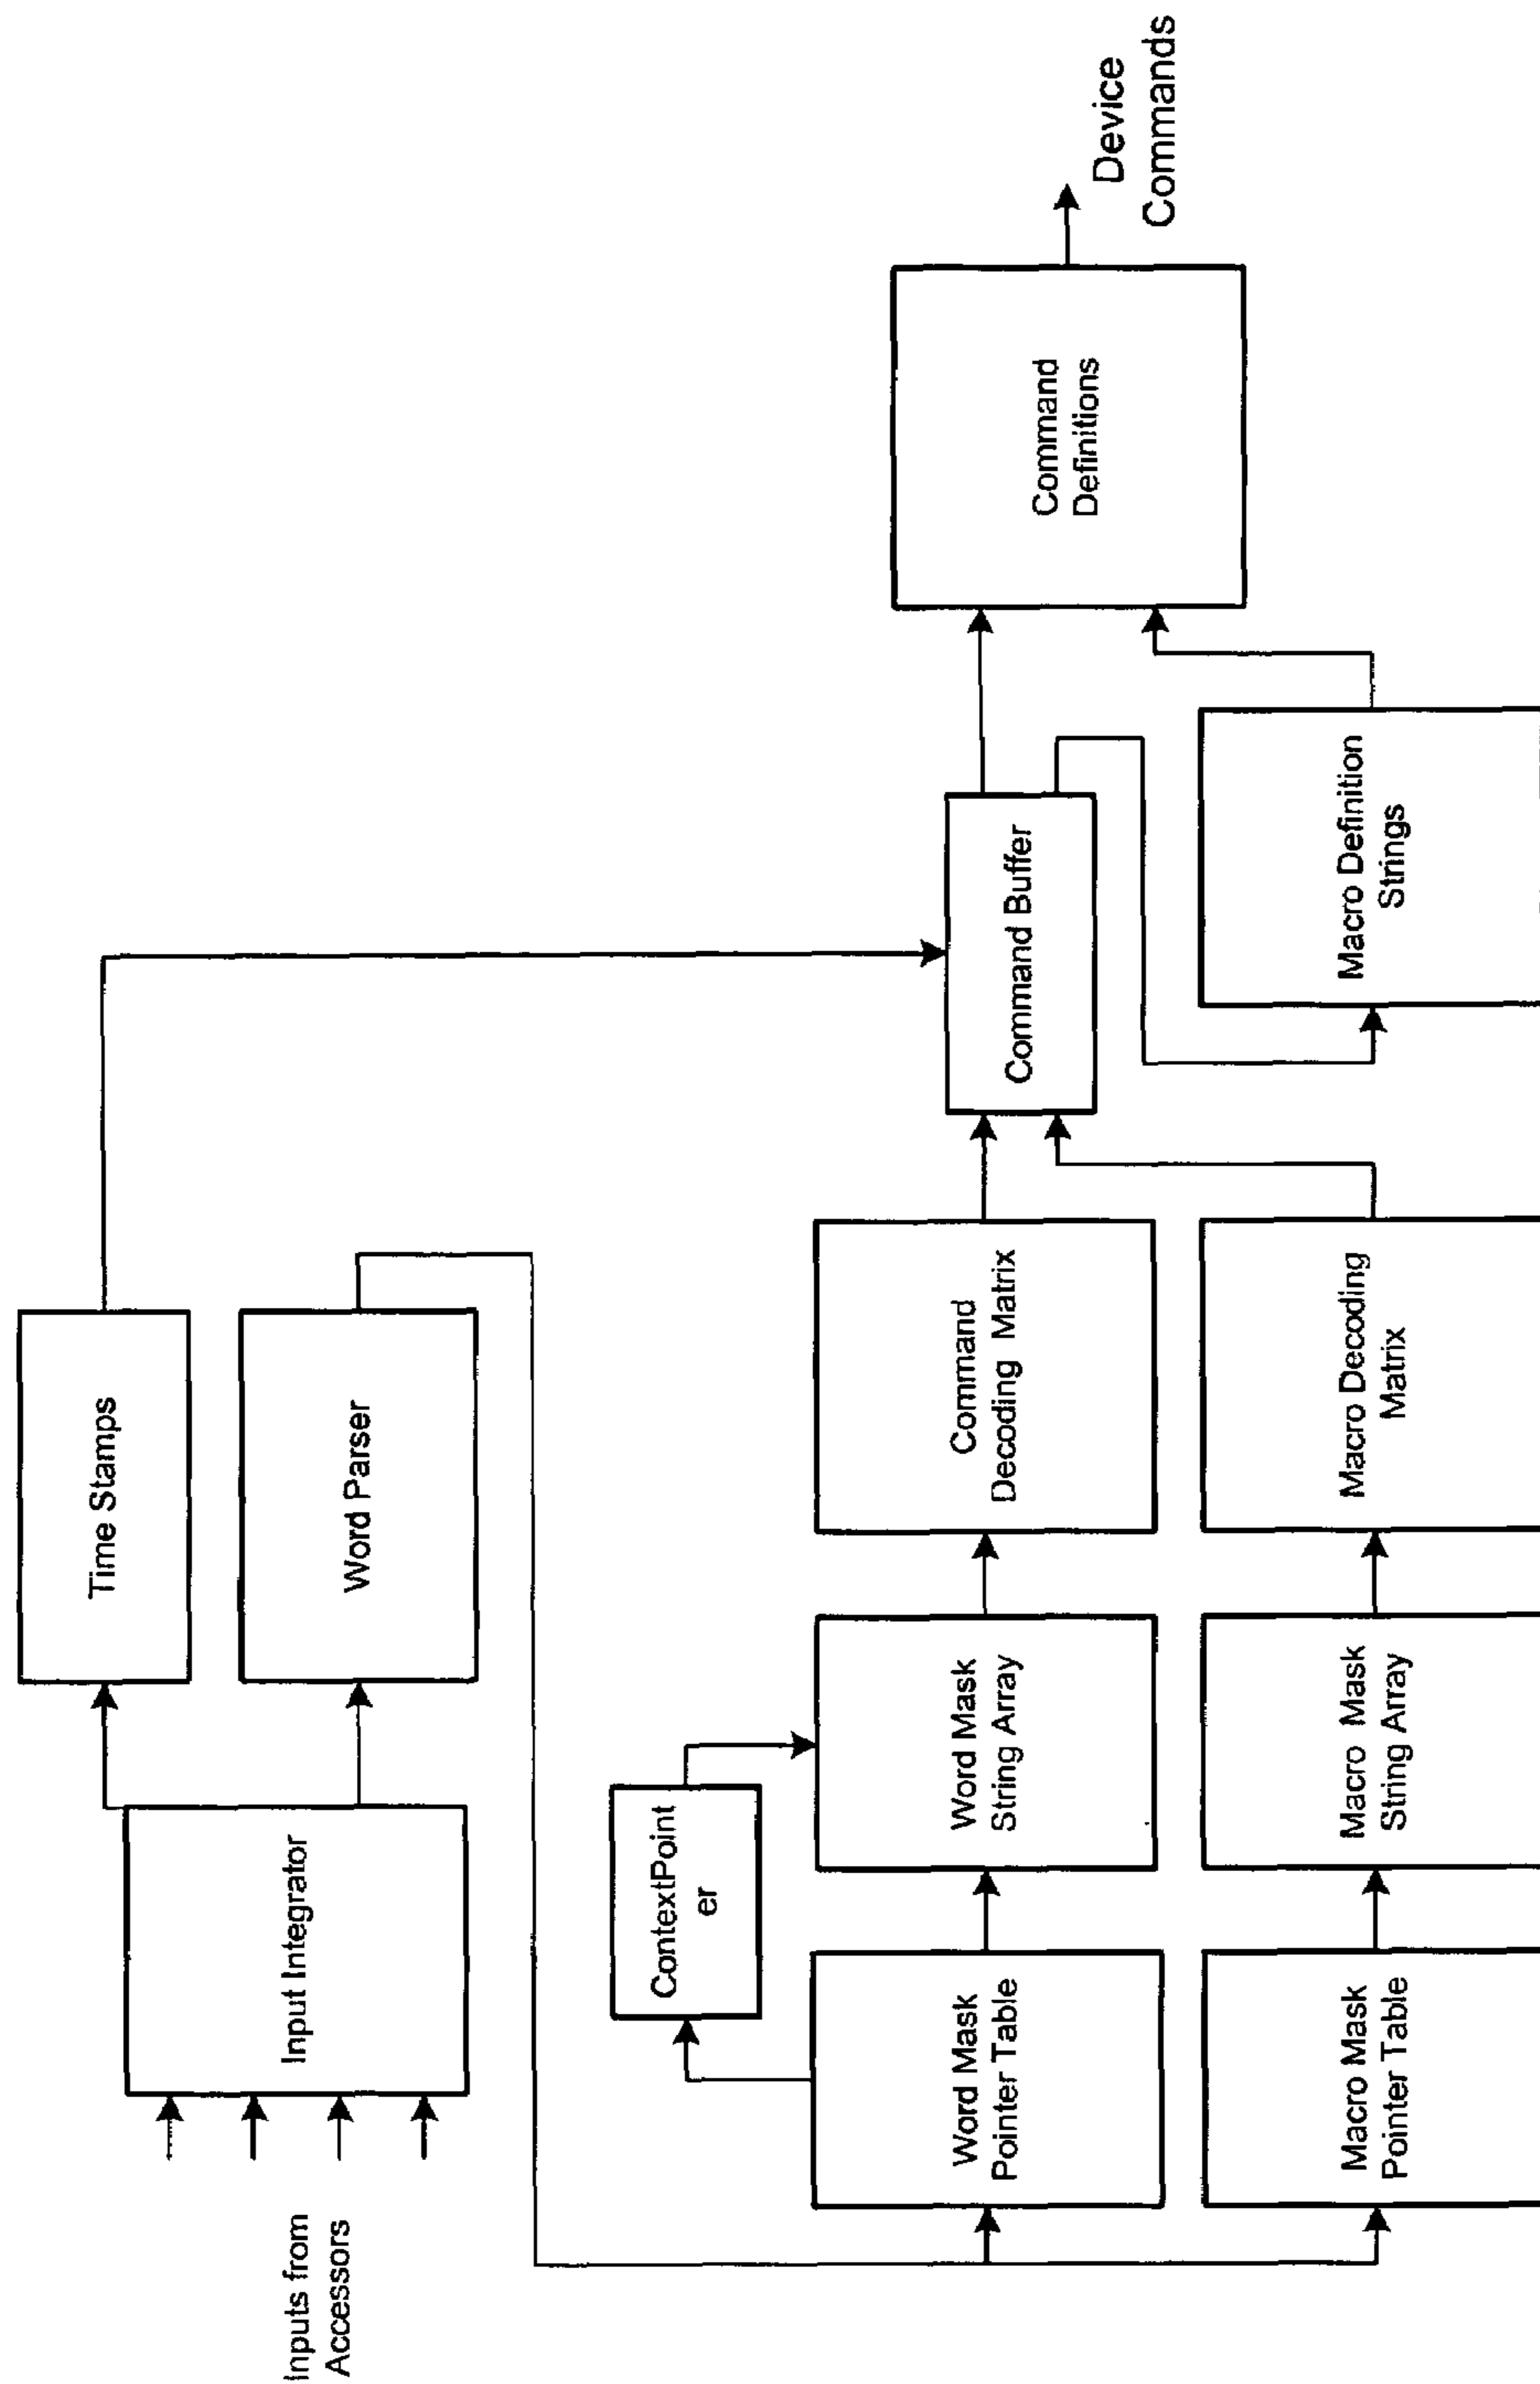 Inputs from
Accessors
Input Integrator
Time Stamps
Word Parser
ContextPoint
er
Word Mask
Pointer Table
Word Mask
String Array
Command
Decoding Matrix
Command Buffer
Command
Definitions
Device
Commands
Macro Mask
Pointer Table
Macro Mask
String Array
Macro Decoding
Matrix
Macro Definition
Strings